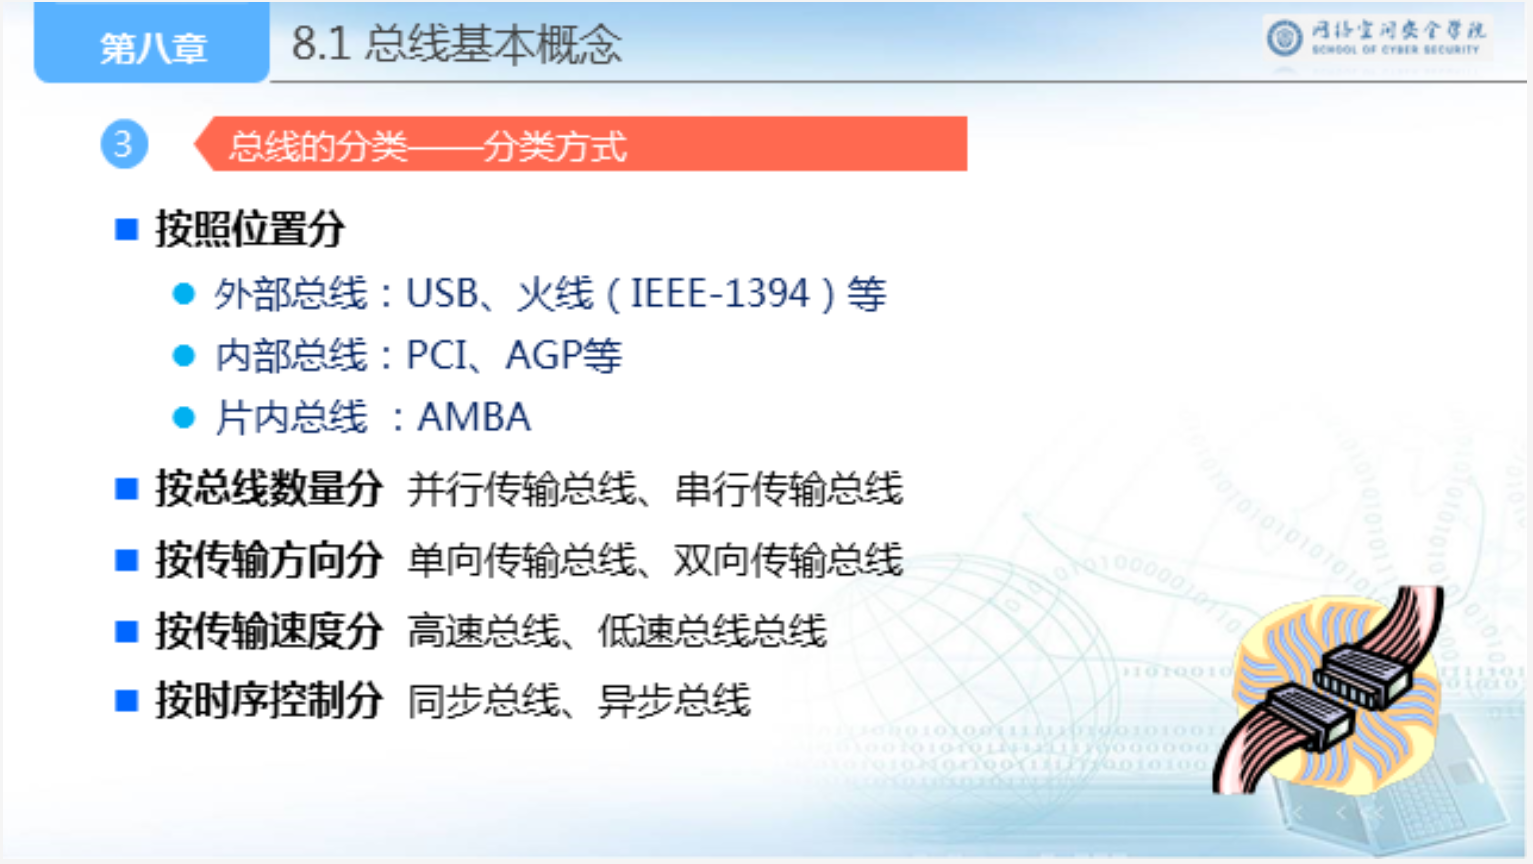 第八章
8.1 总线基本概念
网络空间安全学院
SCHOOL OF CYBER SECURITY
3
总线的分类——分类方式
按照位置分
外部总线：USB、火线（IEEE-1394）等
内部总线：PCI、AGP等
片内总线 ：AMBA
按总线数量分 并行传输总线、串行传输总线
按传输方向分 单向传输总线、双向传输总线
按传输速度分 高速总线、低速总线总线
按时序控制分 同步总线、异步总线